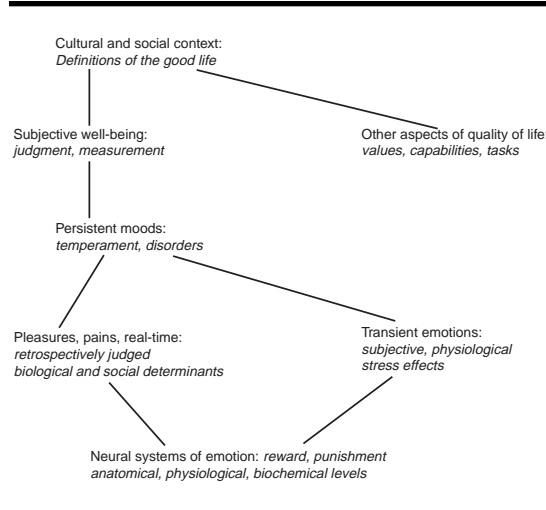 Cultural and social context:
Definitions of the good life
Subjective well-being:
judgment, measurement
Other aspects of quality of life:
values, capabilities, tasks
Persistent moods:
temperament, disorders
Pleasures, pains, real-time:
retrospectively judged
biological and social determinants
Transient emotions:
subjective, physiological
stress effects
Neural systems of emotion: reward, punishment
anatomical, physiological, biochemical levels